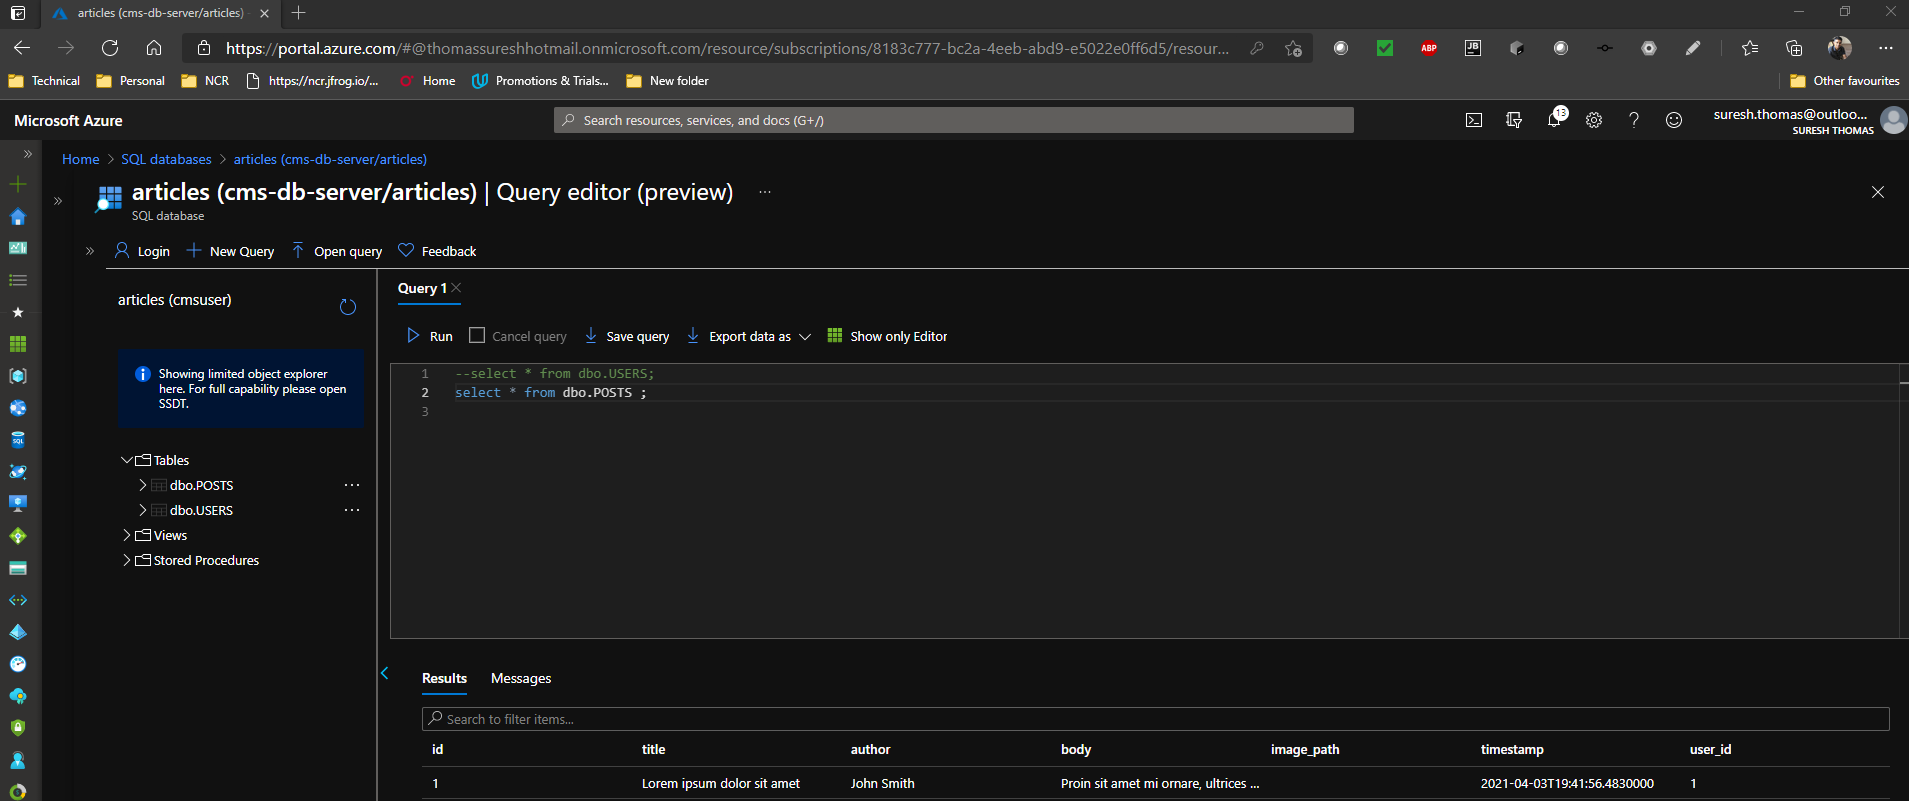 articles (cms-db-server/articles)
https://portal.azure.com/#@thomassureshhotmail.onmicrosoft.com/resource/subscriptions/8183c777-bc2a-4eeb-abd9-e5022e0ff6d5/resour...
ABP
JB
Technical
Personal
NCR
https://ncr.jfrog.io/...
Home
Promotions & Trials...
New folder
Other favourites
Microsoft Azure
Search resources, services, and docs (G+/)
13
suresh.thomas@outloo...
SURESH THOMAS
Home > SQL databases > articles (cms-db-server/articles)
articles (cms-db-server/articles) | Query editor (preview) ...
SQL database
Login
New Query
Open query
Feedback
articles (cmsuser)
Showing limited object explorer
here. For full capability please open
SSDT.
Tables
dbo.POSTS ...
dbo.USERS ...
Views
Stored Procedures
SQL
Query 1
Run
Cancel query
Save query
Export data as
Show only Editor
1 --select * from dbo.USERS;
2 select * from dbo.POSTS ;
3
Results
Messages
Search to filter items...
id title author body image_path timestamp user_id
1 Lorem ipsum dolor sit amet John Smith Proin sit amet mi ornare, ultrices ... 2021-04-03T19:41:56.4830000 1